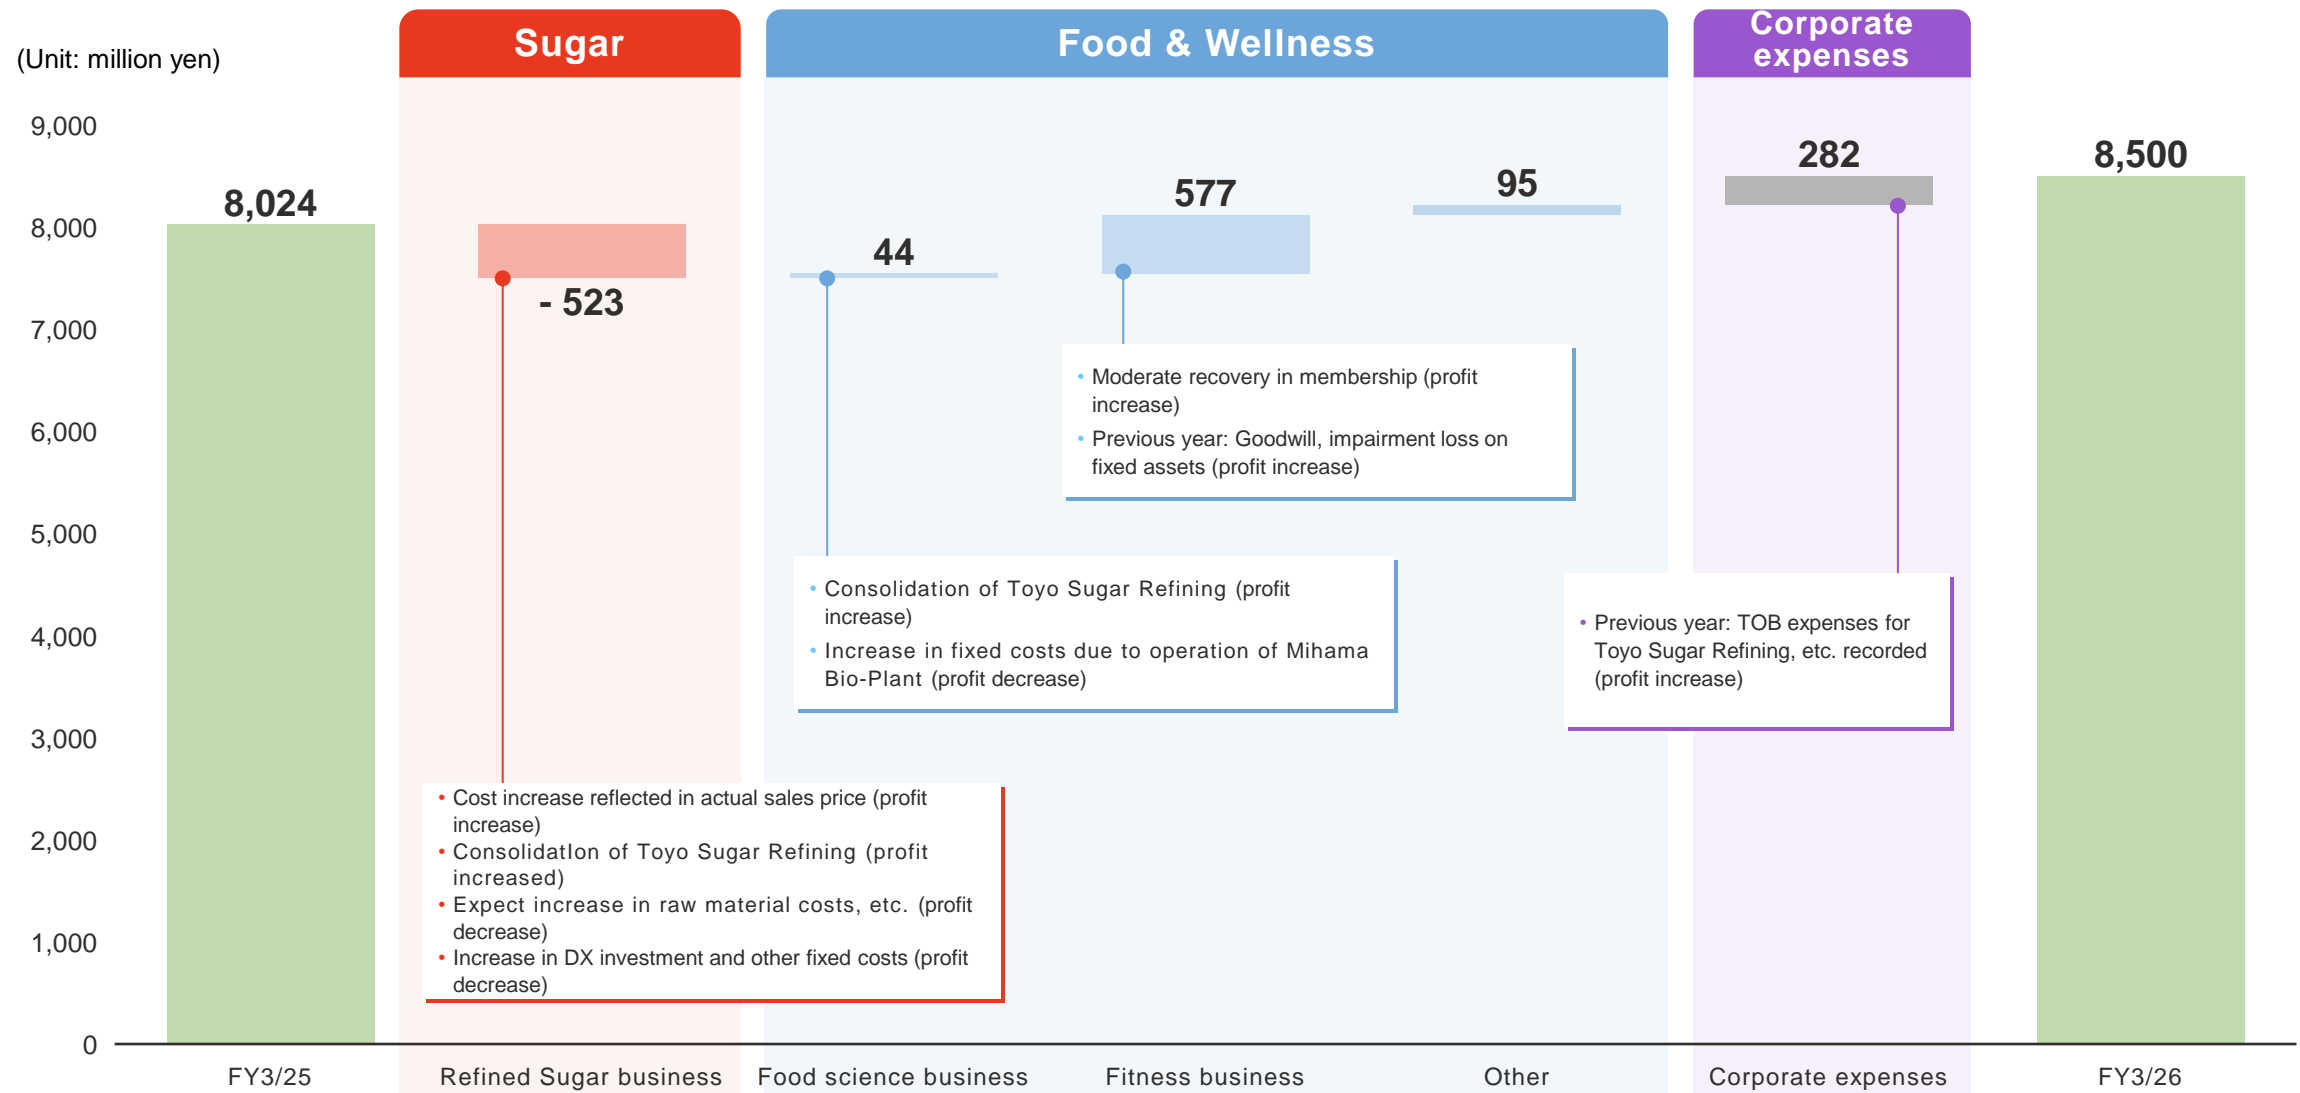 (Unit: million yen)
Sugar
Food & Wellness
Corporate
expenses
9,000
8,000
7,000
6,000
5,000
4,000
3,000
2,000
1,000
0
8,024
- 523
44
577
95
282
8,500
• Moderate recovery in membership (profit
increase)
• Previous year: Goodwill, impairment loss on
fixed assets (profit increase)
• Consolidation of Toyo Sugar Refining (profit
increase)
• Increase in fixed costs due to operation of Mihama
Bio-Plant (profit decrease)
• Previous year: TOB expenses for
Toyo Sugar Refining, etc. recorded
(profit increase)
• Cost increase reflected in actual sales price (profit
increase)
• ConsolidatIon of Toyo Sugar Refining (profit
increased)
• Expect increase in raw material costs, etc. (profit
decrease)
• Increase in DX investment and other fixed costs (profit
decrease)
FY3/25
Refined Sugar business
Food science business
Fitness business
Other
Corporate expenses
FY3/26